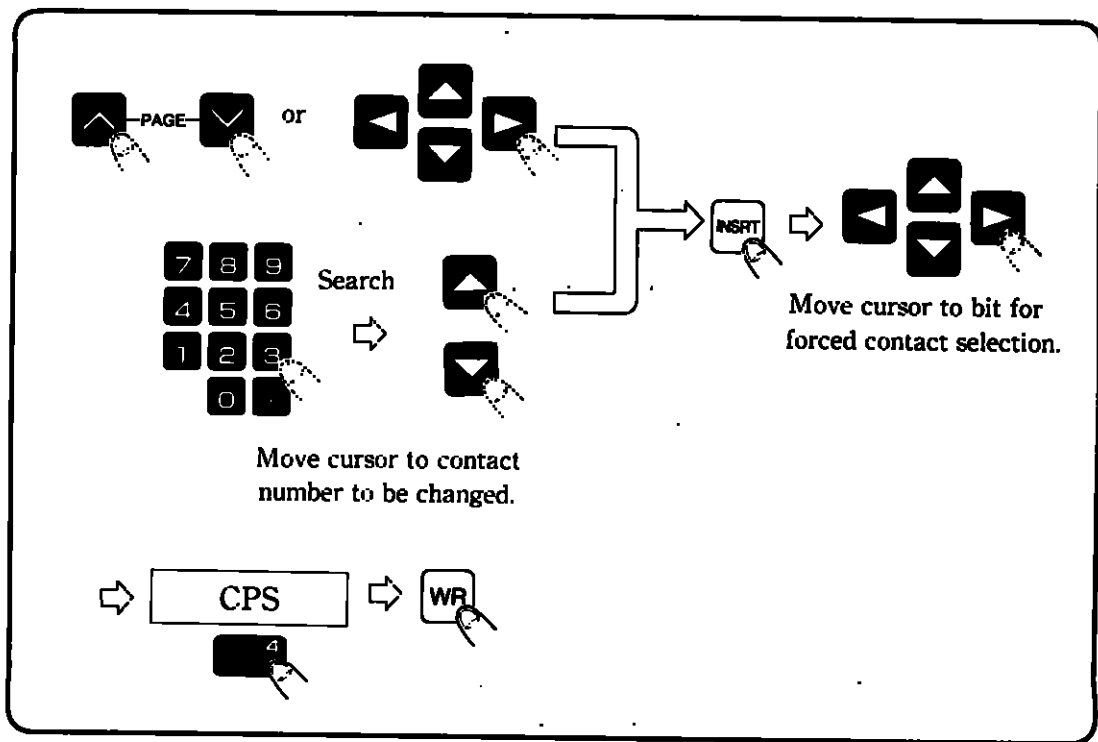 PAGE or
INSRT
7 8 9
4 5 6
1 2 3
0 .
Search
Move cursor to bit for
forced contact selection.
Move cursor to contact
number to be changed.
CPS
WR
4